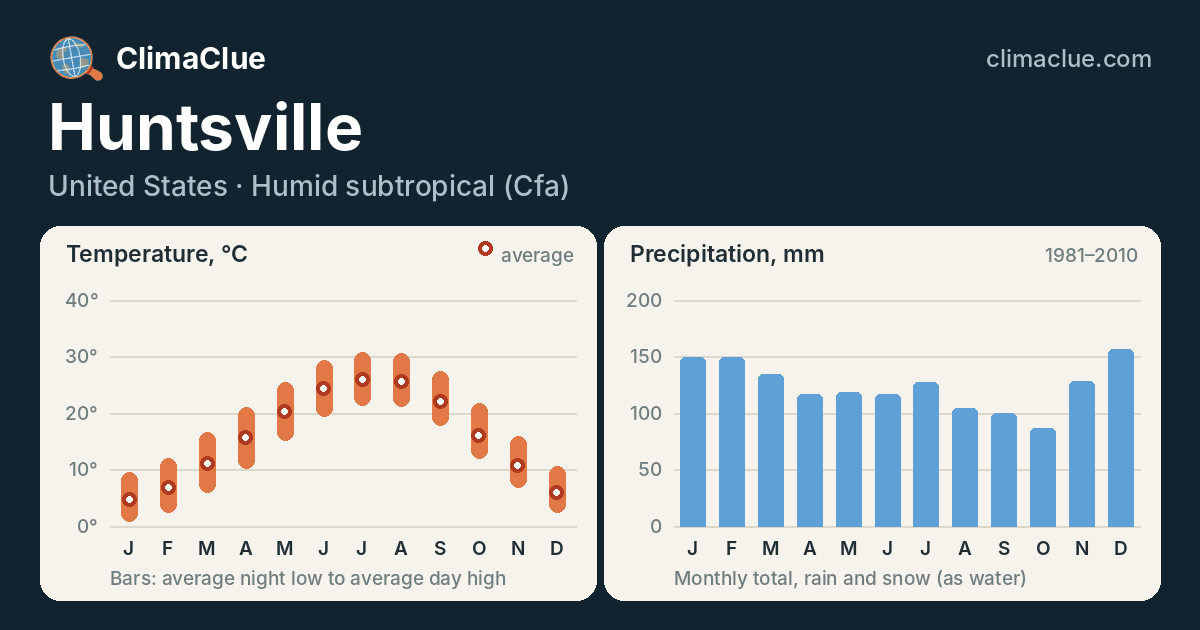 ClimaClue
climaclue.com
Huntsville
United States · Humid subtropical (Cfa)
Temperature, °C
average
40°
30°
20°
10°
0°
J F M A M J J A S O N D
Bars: average night low to average day high
Precipitation, mm
1981–2010
200
150
100
50
0
J F M A M J J A S O N D
Monthly total, rain and snow (as water)